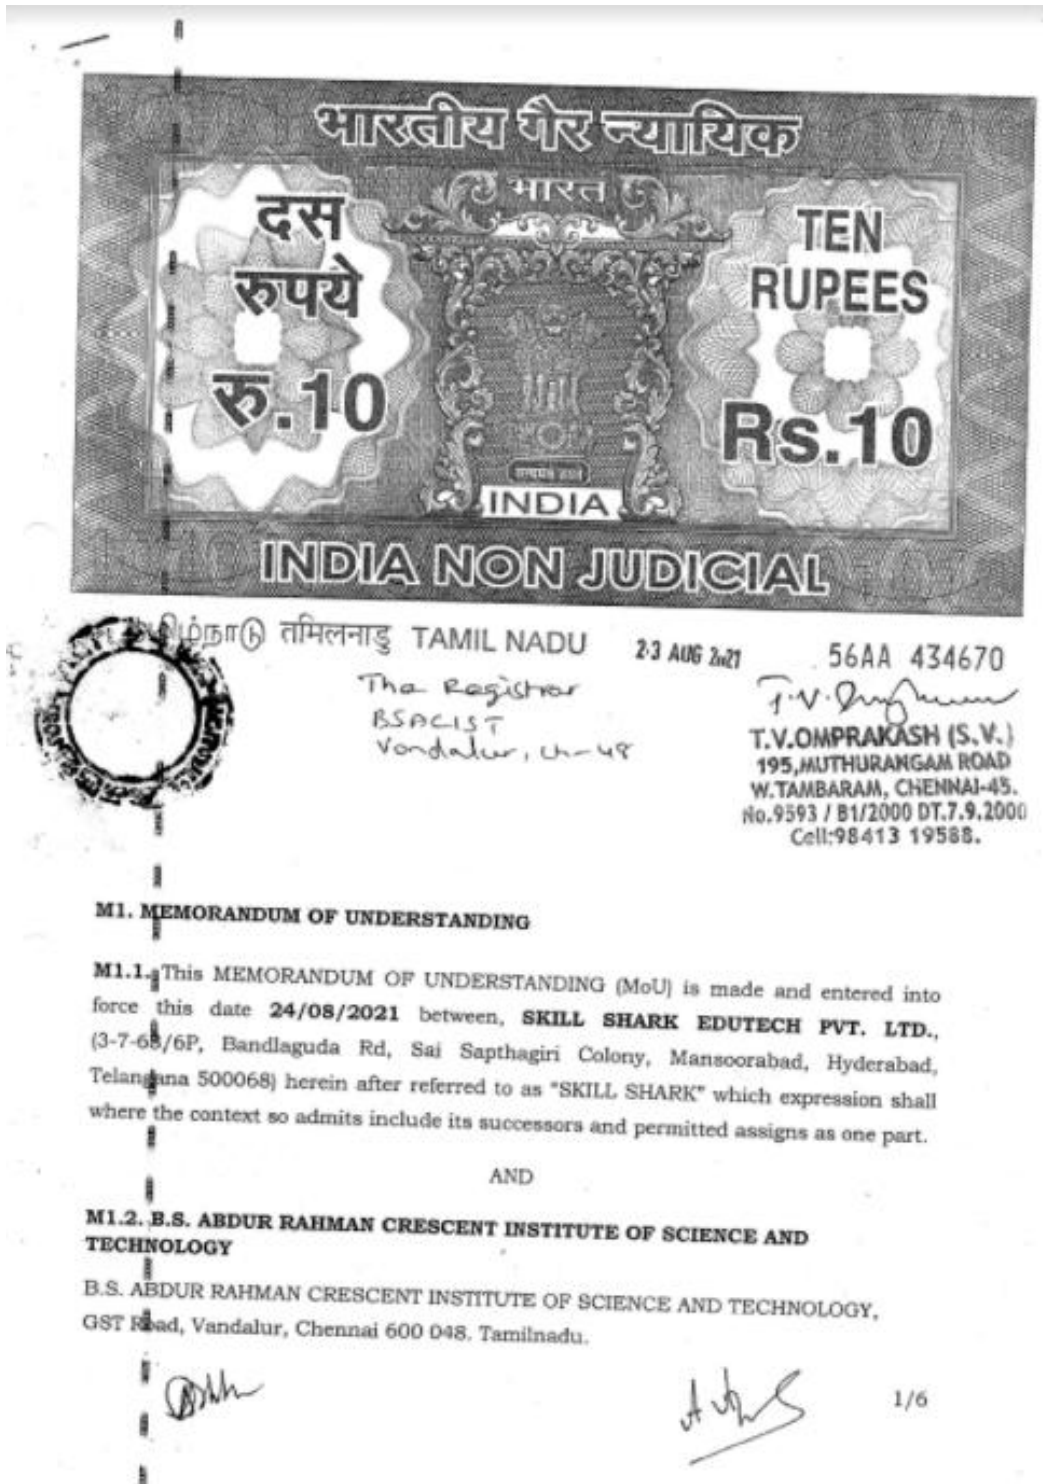 भारतीय गैर न्यायिक
भारत
दस
रुपये
रु.10
TEN
RUPEES
Rs.10
सत्यमेव जयते
INDIA
INDIA NON JUDICIAL
தமிழ்நாடு तमिलनाडु TAMIL NADU
23 AUG 2021
56AA 434670
The Registrar
BSACIST
Vandalur, Ch-48
T.V.OMPRAKASH (S.V.)
195,MUTHURANGAM ROAD
W.TAMBARAM, CHENNAI-45.
No.9593 / B1/2000 DT.7.9.2000
Cell:98413 19588.
M1. MEMORANDUM OF UNDERSTANDING
M1.1. This MEMORANDUM OF UNDERSTANDING (MoU) is made and entered into
force this date 24/08/2021 between, SKILL SHARK EDUTECH PVT. LTD.,
(3-7-68/6P, Bandlaguda Rd, Sai Sapthagiri Colony, Mansoorabad, Hyderabad,
Telangana 500068) herein after referred to as "SKILL SHARK" which expression shall
where the context so admits include its successors and permitted assigns as one part.
AND
M1.2. B.S. ABDUR RAHMAN CRESCENT INSTITUTE OF SCIENCE AND
TECHNOLOGY
B.S. ABDUR RAHMAN CRESCENT INSTITUTE OF SCIENCE AND TECHNOLOGY,
GST Road, Vandalur, Chennai 600 048. Tamilnadu.
1/6